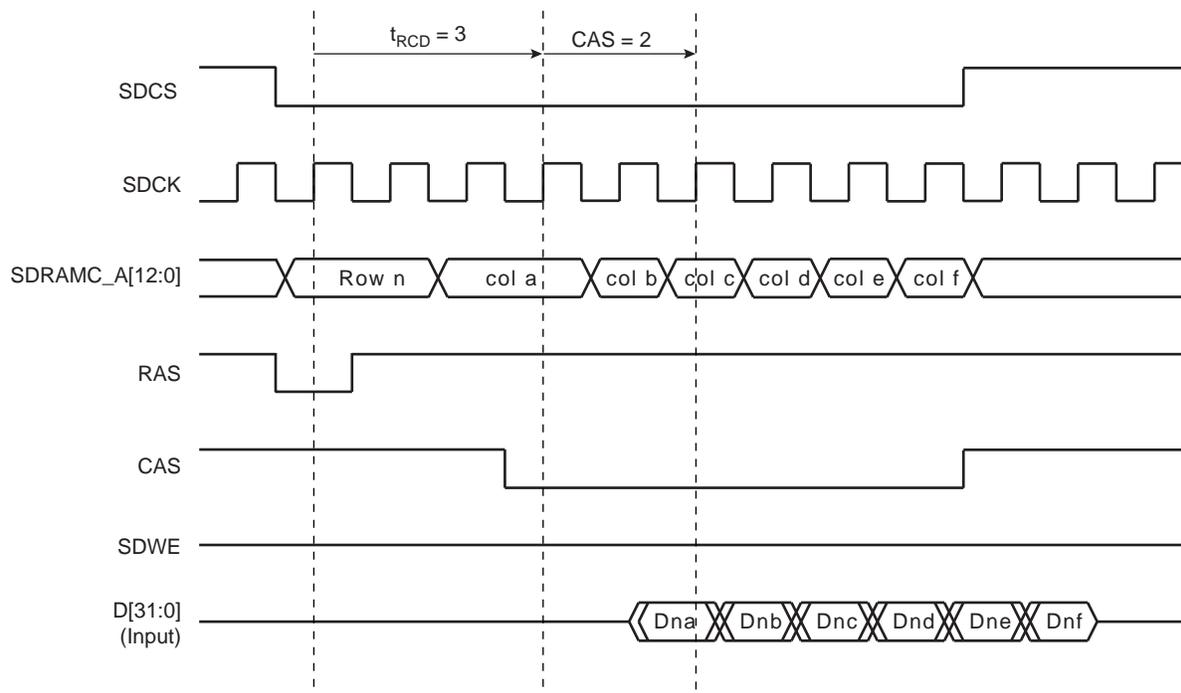 tRCD = 3
CAS = 2
SDCS
SDCK
SDRAMC_A[12:0]
Row n
col a
col b
col c
col d
col e
col f
RAS
CAS
SDWE
D[31:0]
(Input)
Dna
Dnb
Dnc
Dnd
Dne
Dnf